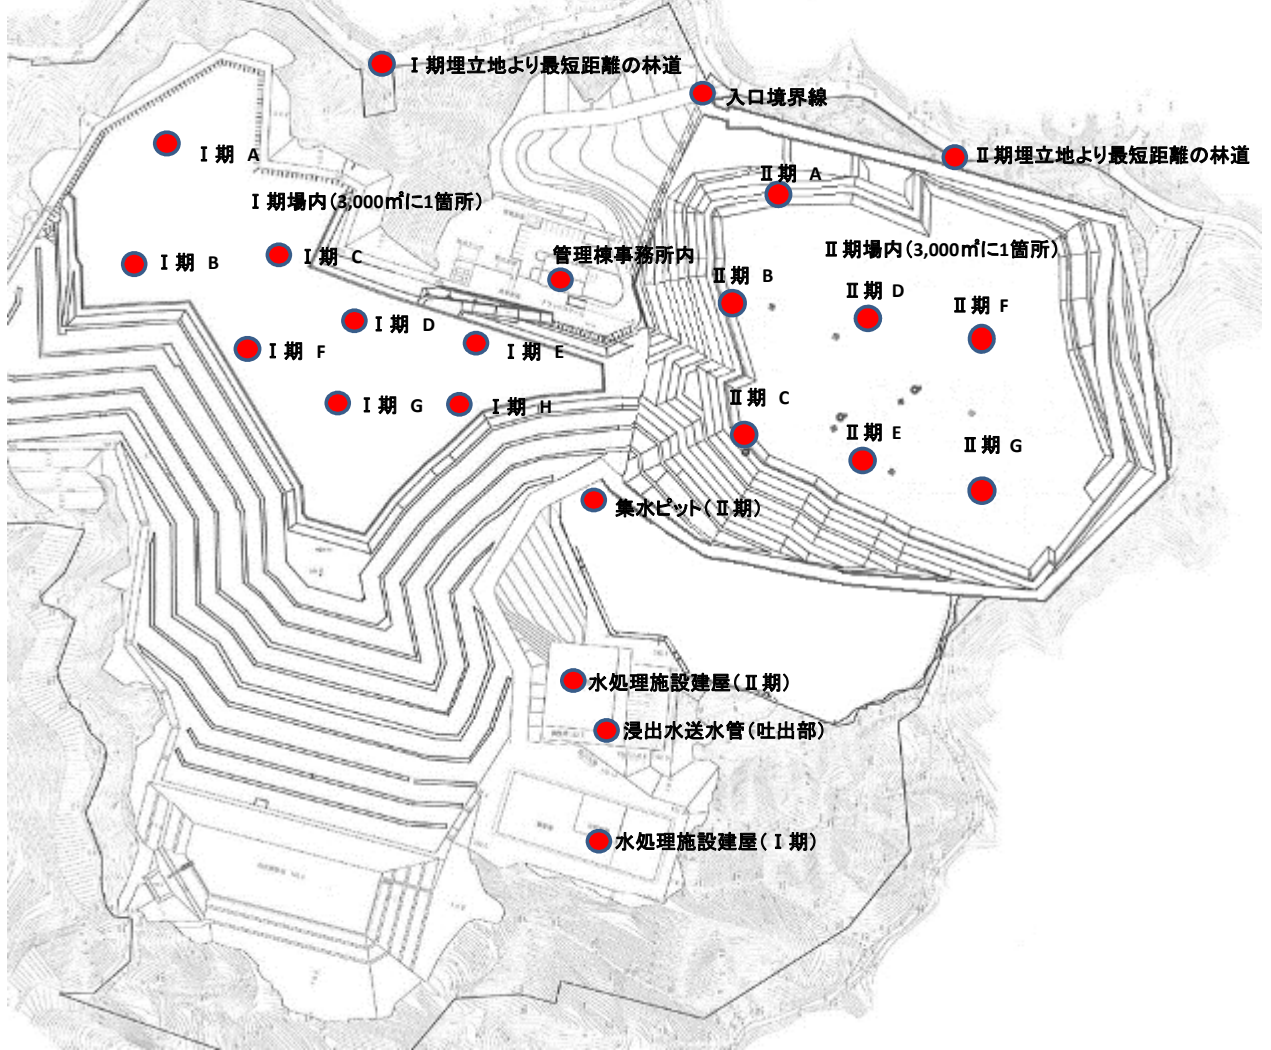 Ⅰ期埋立地より最短距離の林道
入口境界線
Ⅰ期 A
Ⅱ期埋立地より最短距離の林道
Ⅱ期 A
Ⅰ期場内（3,000㎡に1箇所）
Ⅱ期場内（3,000㎡に1箇所）
Ⅰ期 B
Ⅰ期 C
管理棟事務所内
Ⅱ期 B
Ⅱ期 D
Ⅱ期 F
Ⅰ期 D
Ⅰ期 F
Ⅰ期 E
Ⅰ期 G
Ⅰ期 H
Ⅱ期 C
Ⅱ期 E
Ⅱ期 G
集水ピット（Ⅱ期）
水処理施設建屋（Ⅱ期）
浸出水送水管（吐出部）
水処理施設建屋（Ⅰ期）